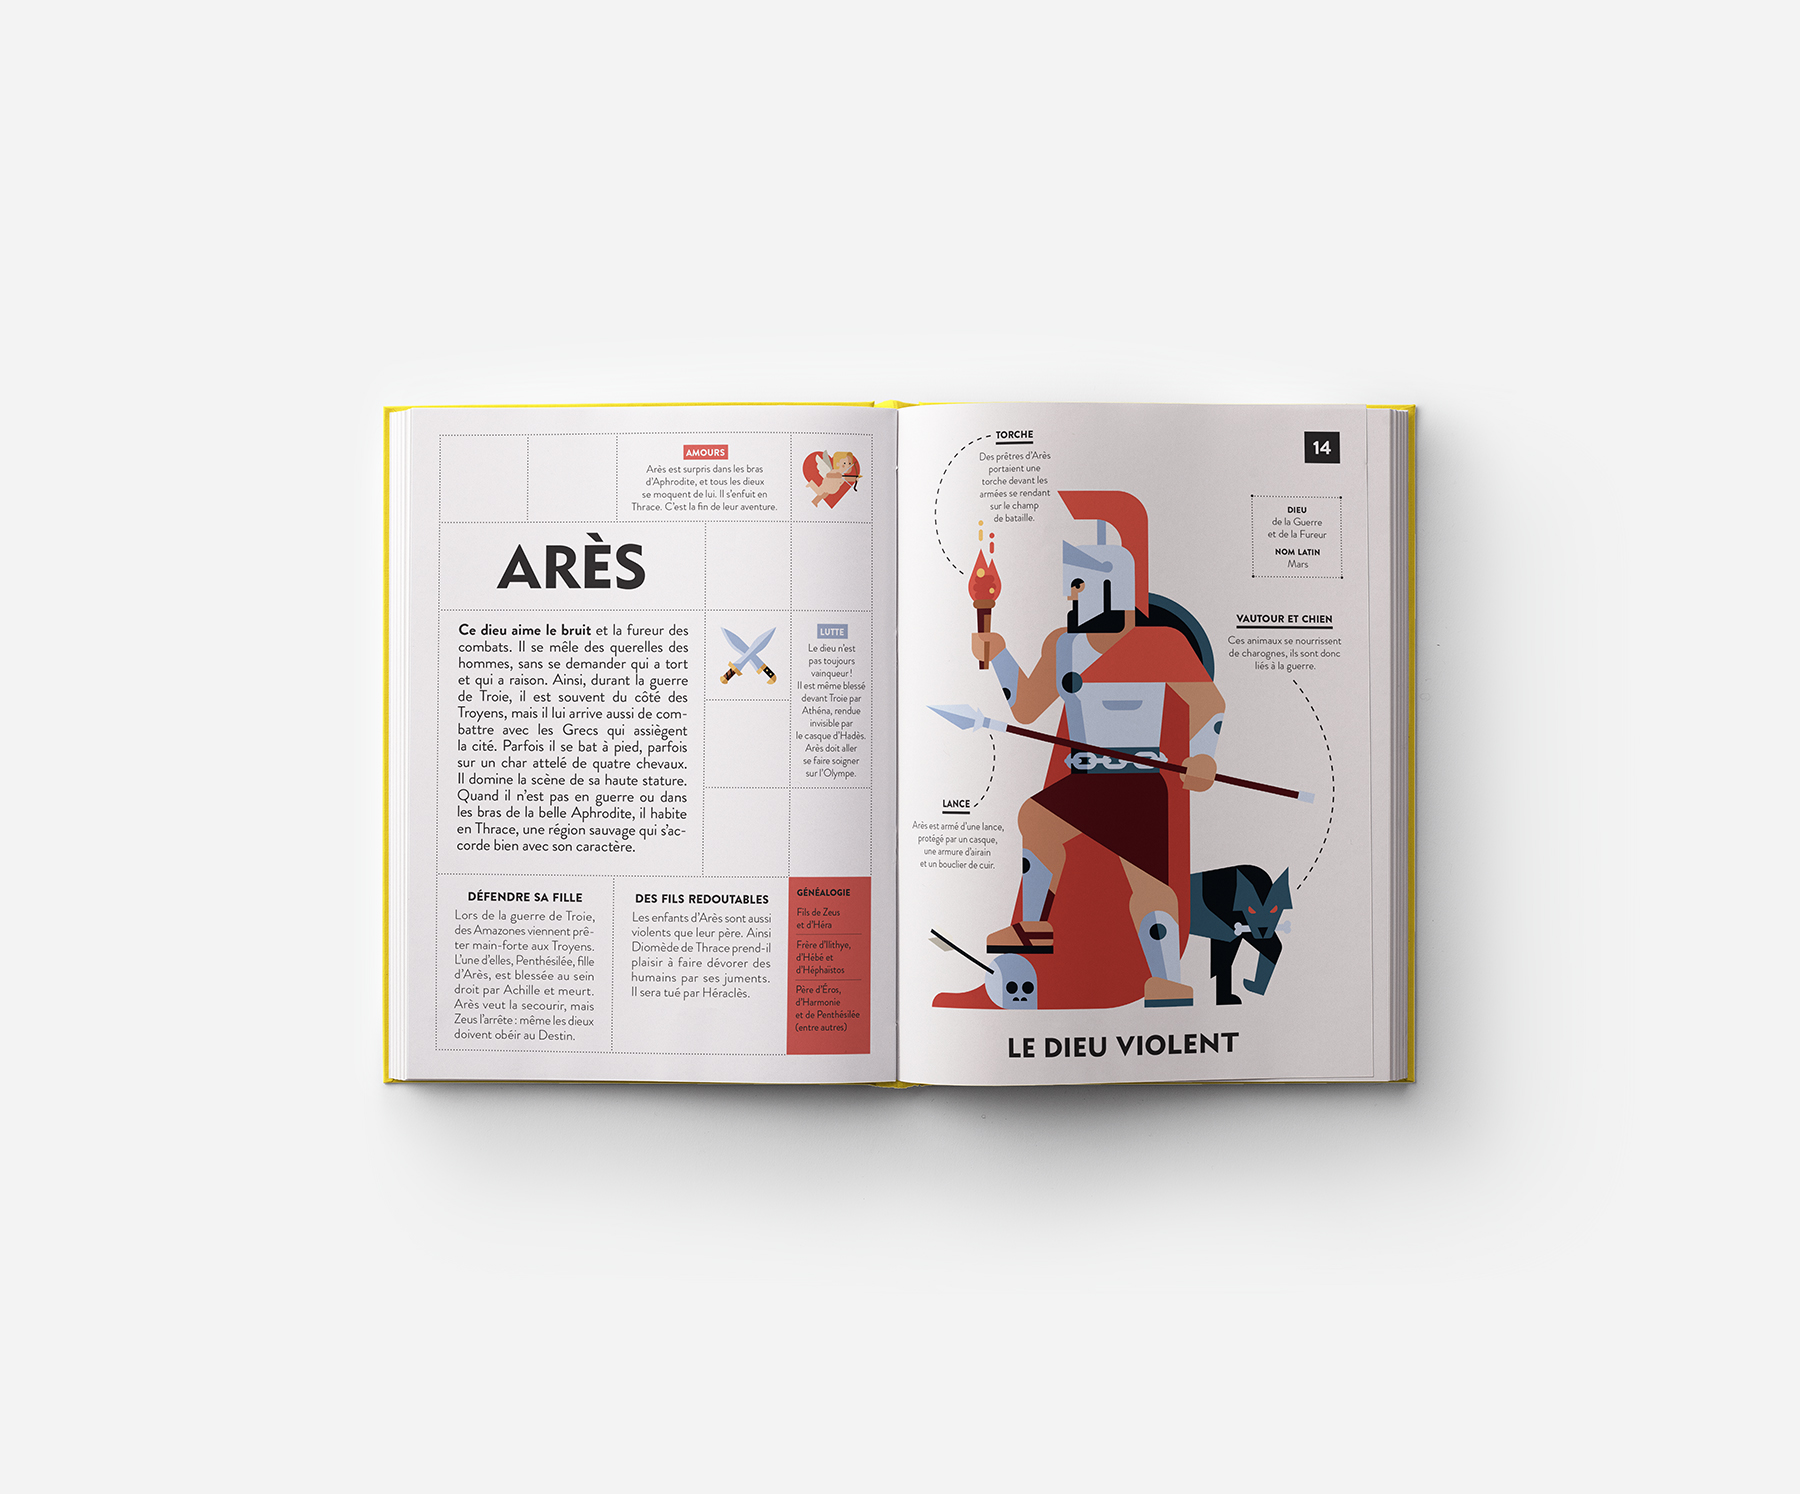 AMOURS
Arès est surpris dans les bras
d'Aphrodite, et tous les dieux
se moquent de lui. Il s'enfuit en
Thrace. C'est la fin de leur aventure.
ARÈS
Ce dieu aime le bruit et la fureur des
combats. Il se mêle des querelles des
hommes, sans se demander qui a tort
et qui a raison. Ainsi, durant la guerre
de Troie, il est souvent du côté des
Troyens, mais il lui arrive aussi de com-
battre avec les Grecs qui assiègent
la cité. Parfois il se bat à pied, parfois
sur un char attelé de quatre chevaux.
Il domine la scène de sa haute stature.
Quand il n'est pas en guerre ou dans
les bras de la belle Aphrodite, il habite
en Thrace, une région sauvage qui s'ac-
corde bien avec son caractère.
LUTTE
Le dieu n'est
pas toujours
vainqueur !
Il est même blessé
devant Troie par
Athéna, rendue
invisible par
le casque d'Hadès.
Arès doit aller
se faire soigner
sur l'Olympe.
DÉFENDRE SA FILLE
Lors de la guerre de Troie,
des Amazones viennent prê-
ter main-forte aux Troyens.
L'une d'elles, Penthésilée, fille
d'Arès, est blessée au sein
droit par Achille et meurt.
Arès veut la secourir, mais
Zeus l'arrête : même les dieux
doivent obéir au Destin.
DES FILS REDOUTABLES
Les enfants d'Arès sont aussi
violents que leur père. Ainsi
Diomède de Thrace prend-il
plaisir à faire dévorer des
humains par ses juments.
Il sera tué par Héraclès.
GÉNÉALOGIE
Fils de Zeus
et d'Héra
Frère d'Ilithye,
d'Hébé et
d'Héphaïstos
Père d'Éros,
d'Harmonie
et de Penthésilée
(entre autres)
TORCHE
Des prêtres d'Arès
portaient une
torche devant les
armées se rendant
sur le champ
de bataille.
14
DIEU
de la Guerre
et de la Fureur
NOM LATIN
Mars
VAUTOUR ET CHIEN
Ces animaux se nourrissent
de charognes, ils sont donc
liés à la guerre.
LANCE
Arès est armé d'une lance,
protégé par un casque,
une armure d'airain
et un bouclier de cuir.
LE DIEU VIOLENT